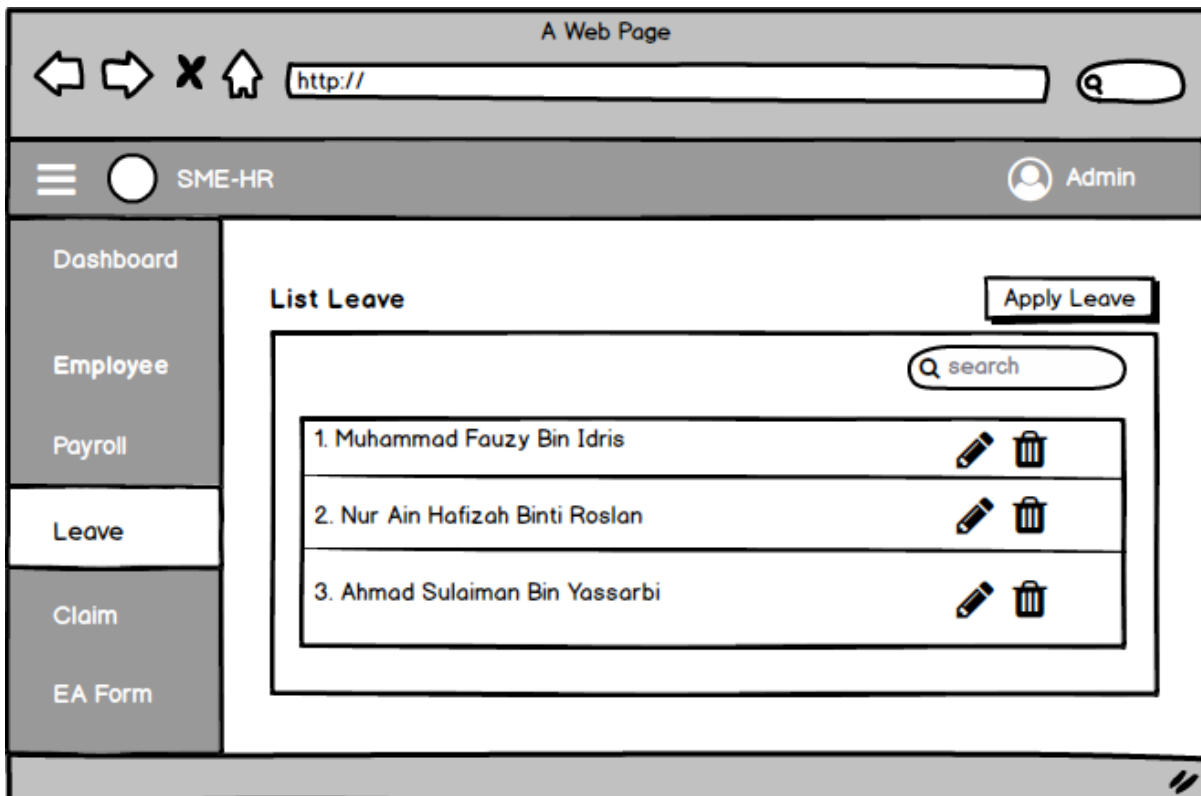 A Web Page
http://
SME-HR
Admin
Dashboard
Employee
Payroll
Leave
Claim
EA Form
List Leave
Apply Leave
search
1. Muhammad Fauzy Bin Idris
2. Nur Ain Hafizah Binti Roslan
3. Ahmad Sulaiman Bin Yassarbi